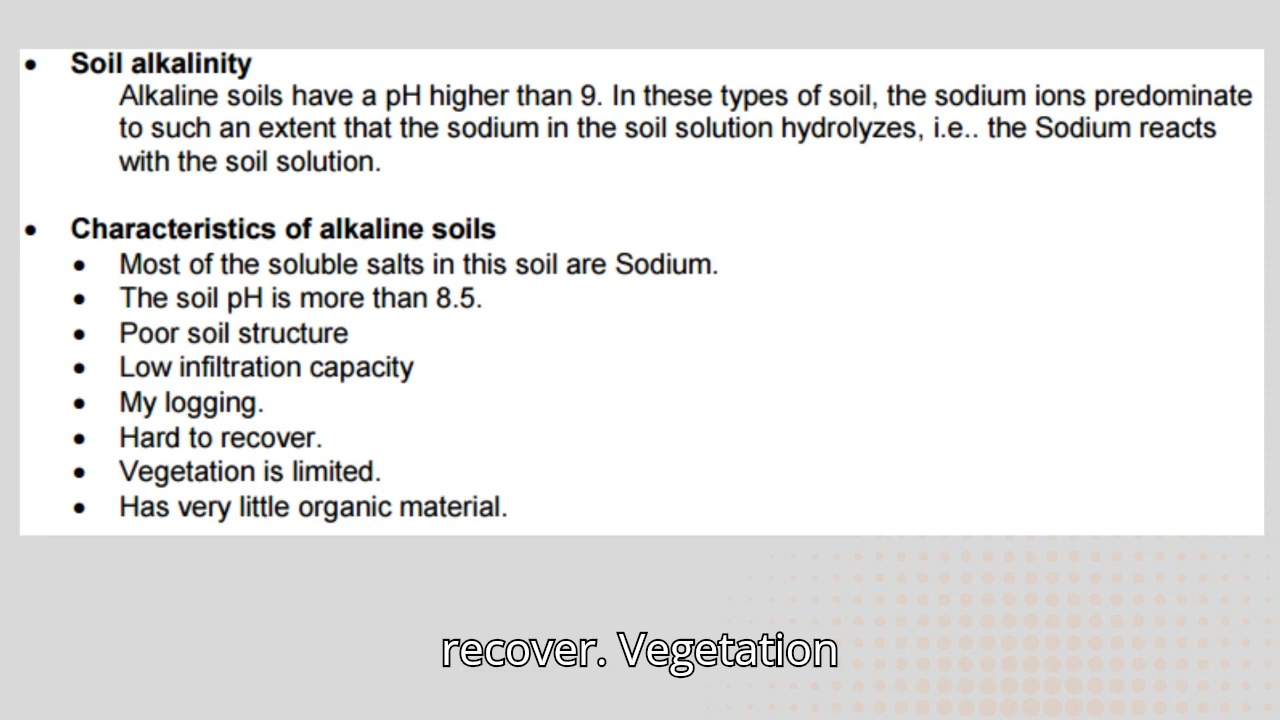 • Soil alkalinity
Alkaline soils have a pH higher than 9. In these types of soil, the sodium ions predominate
to such an extent that the sodium in the soil solution hydrolyzes, i.e.. the Sodium reacts
with the soil solution.
• Characteristics of alkaline soils
• Most of the soluble salts in this soil are Sodium.
• The soil pH is more than 8.5.
• Poor soil structure
• Low infiltration capacity
• My logging.
• Hard to recover.
• Vegetation is limited.
• Has very little organic material.
recover. Vegetation